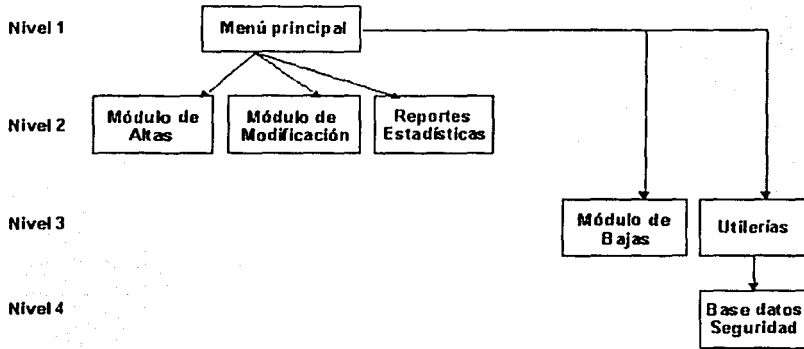 Nivel 1
Menú principal
Nivel 2
Módulo de
Altas
Módulo de
Modificación
Reportes
Estadísticas
Nivel 3
Módulo de
Bajas
Utilerías
Nivel 4
Base datos
Seguridad